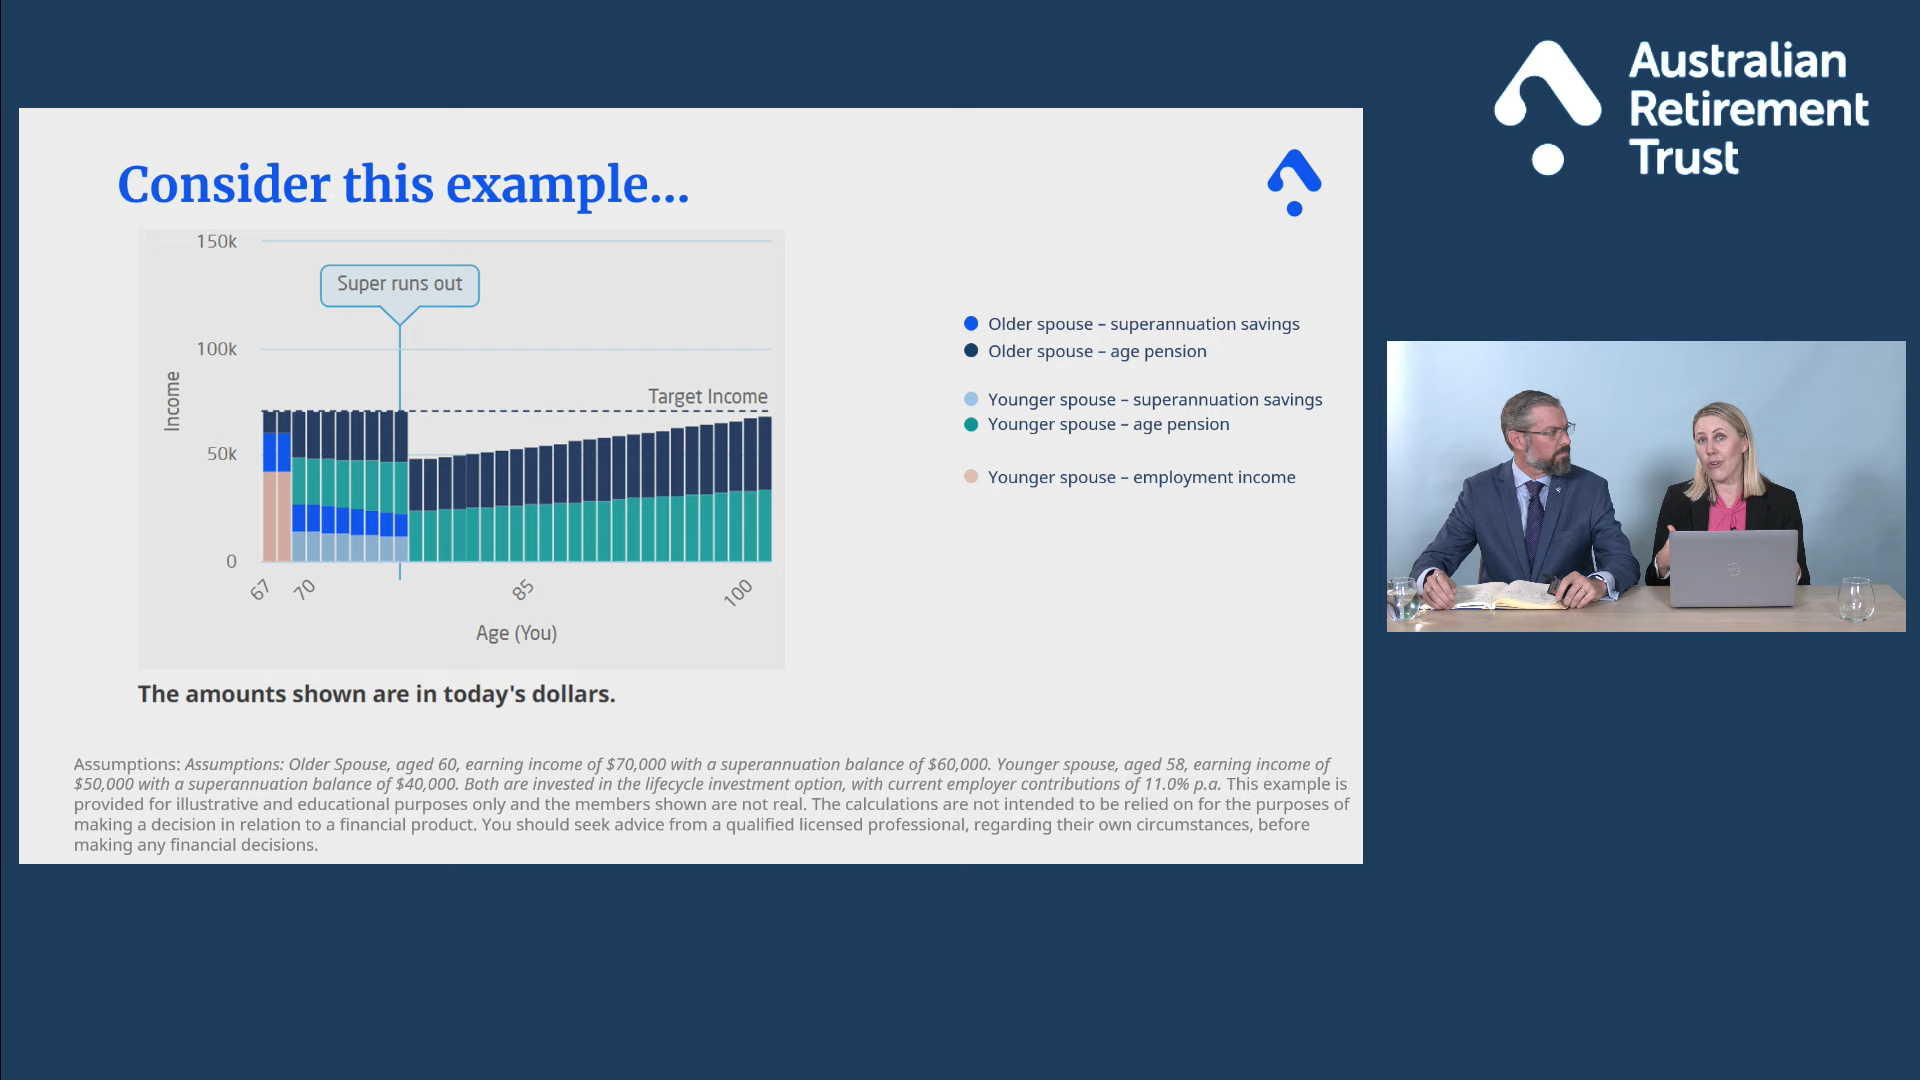 Australian
Retirement
Trust
Consider this example...
150k
Super runs out
100k
Target Income
Income
50k
0
67
70
85
100
Age (You)
Older spouse – superannuation savings
Older spouse – age pension
Younger spouse – superannuation savings
Younger spouse – age pension
Younger spouse – employment income
The amounts shown are in today's dollars.
Assumptions: Assumptions: Older Spouse, aged 60, earning income of $70,000 with a superannuation balance of $60,000. Younger spouse, aged 58, earning income of
$50,000 with a superannuation balance of $40,000. Both are invested in the lifecycle investment option, with current employer contributions of 11.0% p.a. This example is
provided for illustrative and educational purposes only and the members shown are not real. The calculations are not intended to be relied on for the purposes of
making a decision in relation to a financial product. You should seek advice from a qualified licensed professional, regarding their own circumstances, before
making any financial decisions.